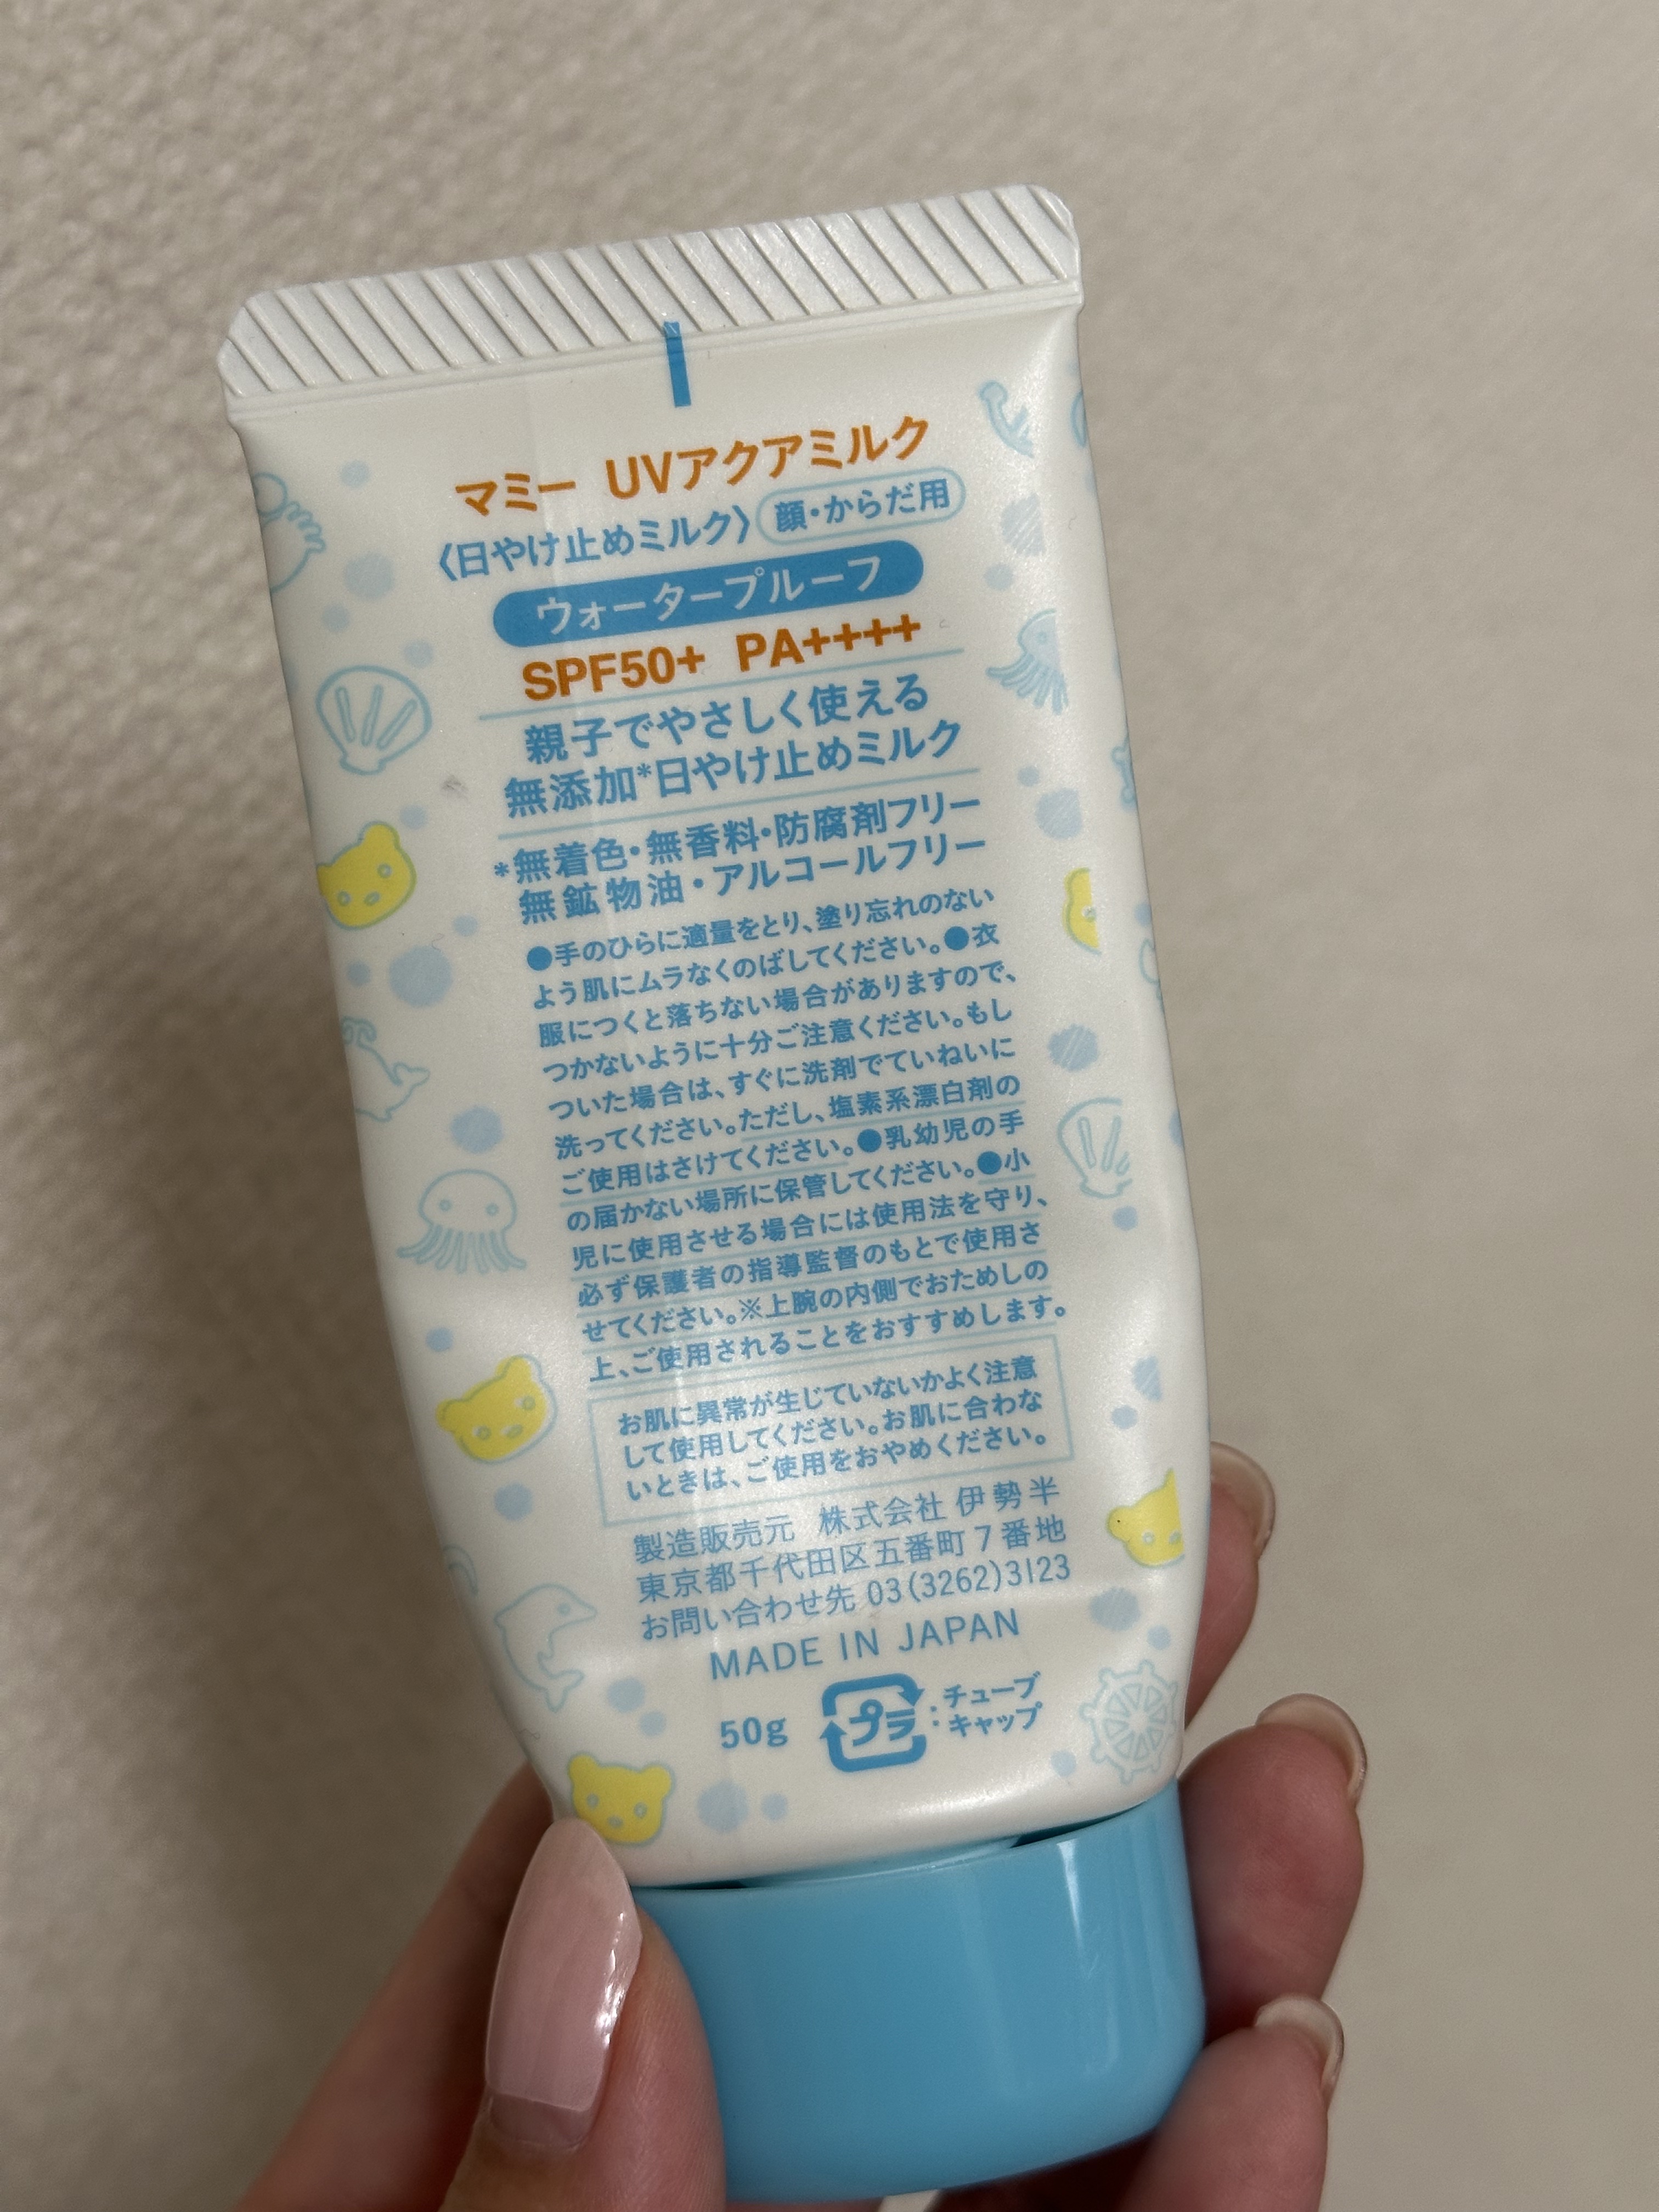 マミー UVアクアミルク
〈日やけ止めミルク〉 顔・からだ用
ウォータープルーフ
SPF50+ PA++++
親子でやさしく使える
無添加*日やけ止めミルク
*無着色・無香料・防腐剤フリー
無鉱物油・アルコールフリー
●手のひらに適量をとり、塗り忘れのない
よう肌にムラなくのばしてください。●衣
服につくと落ちない場合がありますので、
つかないように十分ご注意ください。もし
ついた場合は、すぐに洗剤でていねいに
洗ってください。ただし、塩素系漂白剤の
ご使用はさけてください。●乳幼児の手
の届かない場所に保管してください。●小
児に使用させる場合には使用法を守り、
必ず保護者の指導監督のもとで使用さ
せてください。※上腕の内側でおためしの
上、ご使用されることをおすすめします。
お肌に異常が生じていないかよく注意
して使用してください。お肌に合わな
いときは、ご使用をおやめください。
製造販売元 株式会社 伊勢半
東京都千代田区五番町7番地
お問い合わせ先 03(3262)3123
MADE IN JAPAN
50g プラ : チューブ
キャップ